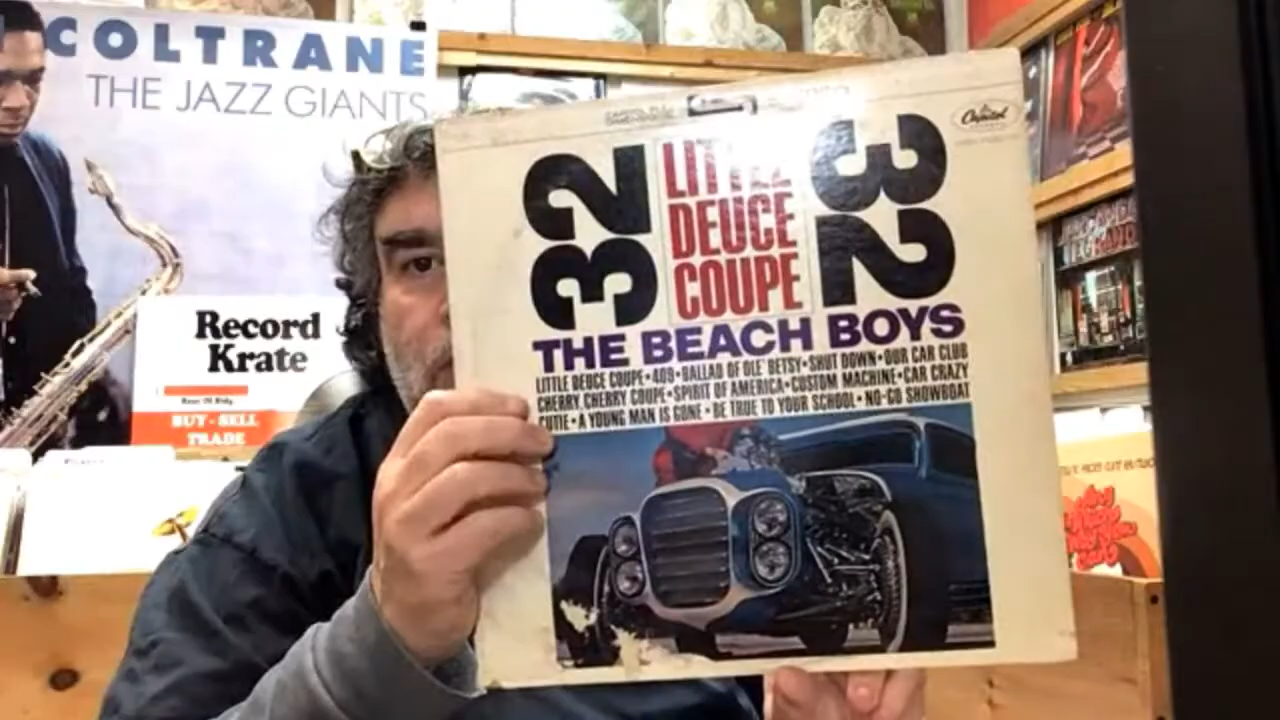 COLTRANE
THE JAZZ GIANTS
Record
Krate
BUY - SELL
TRADE
Capitol
32
LITTLE
DEUCE
COUPE
32
THE BEACH BOYS
LITTLE DEUCE COUPE • 409 • BALLAD OF OLE' BETSY • SHUT DOWN • OUR CAR CLUB
CHERRY, CHERRY COUPE • SPIRIT OF AMERICA • CUSTOM MACHINE • CAR CRAZY
CUTIE • A YOUNG MAN IS GONE • BE TRUE TO YOUR SCHOOL • NO-GO SHOWBOAT